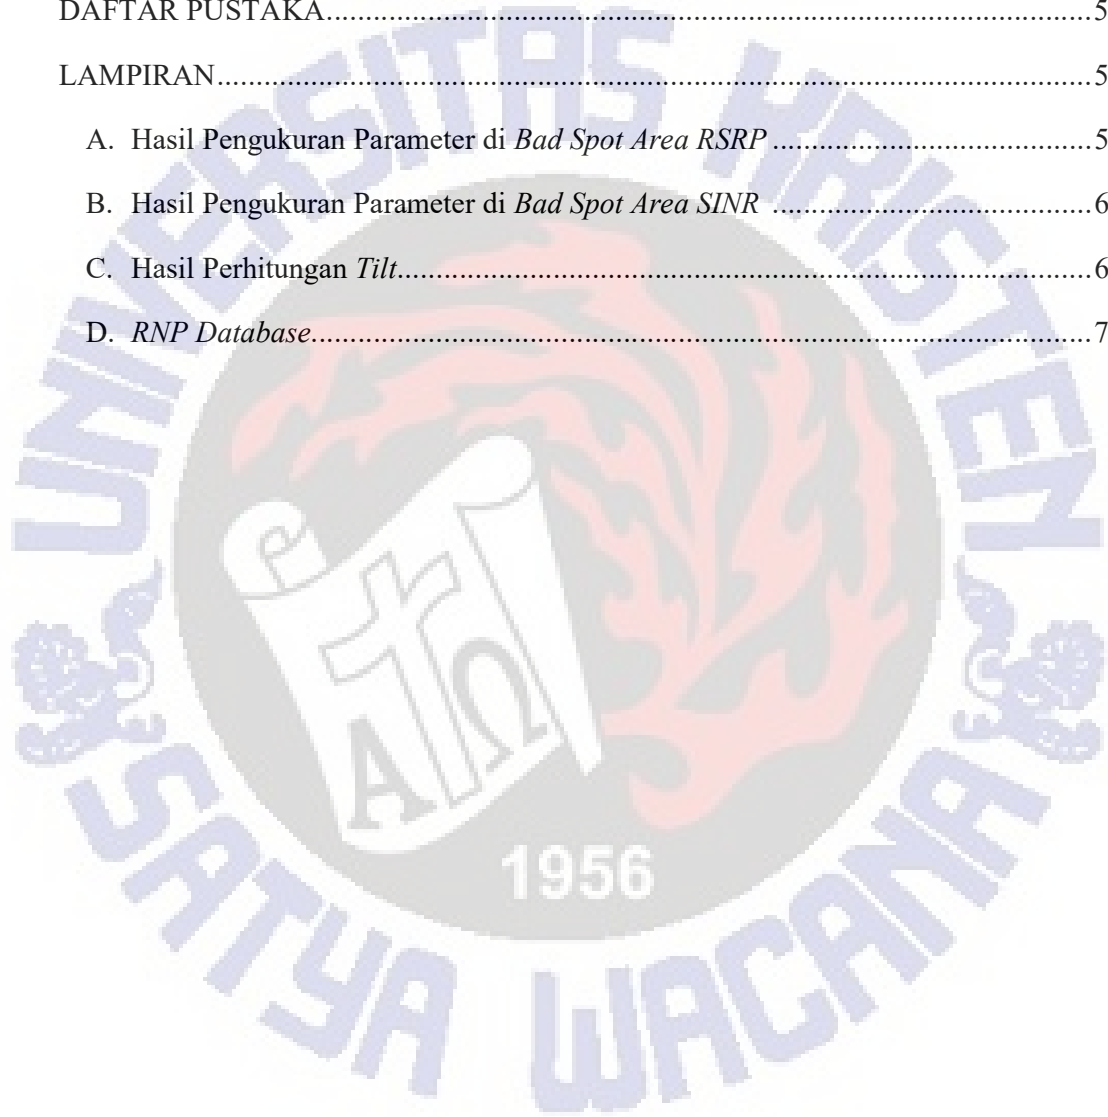 DAFTAR PUSTAKA..........5
LAMPIRAN..........5
A. Hasil Pengukuran Parameter di Bad Spot Area RSRP..........5
B. Hasil Pengukuran Parameter di Bad Spot Area SINR..........6
C. Hasil Perhitungan Tilt..........6
D. RNP Database..........7
UNIVERSITAS KRISTEN
Α Ω
1956
SATYA WACANA